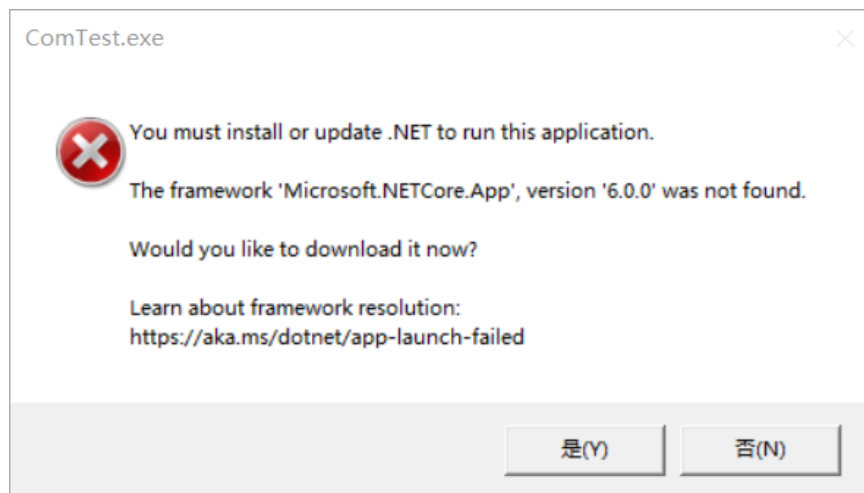 ComTest.exe
You must install or update .NET to run this application.
The framework 'Microsoft.NETCore.App', version '6.0.0' was not found.
Would you like to download it now?
Learn about framework resolution:
https://aka.ms/dotnet/app-launch-failed
是(Y)
否(N)